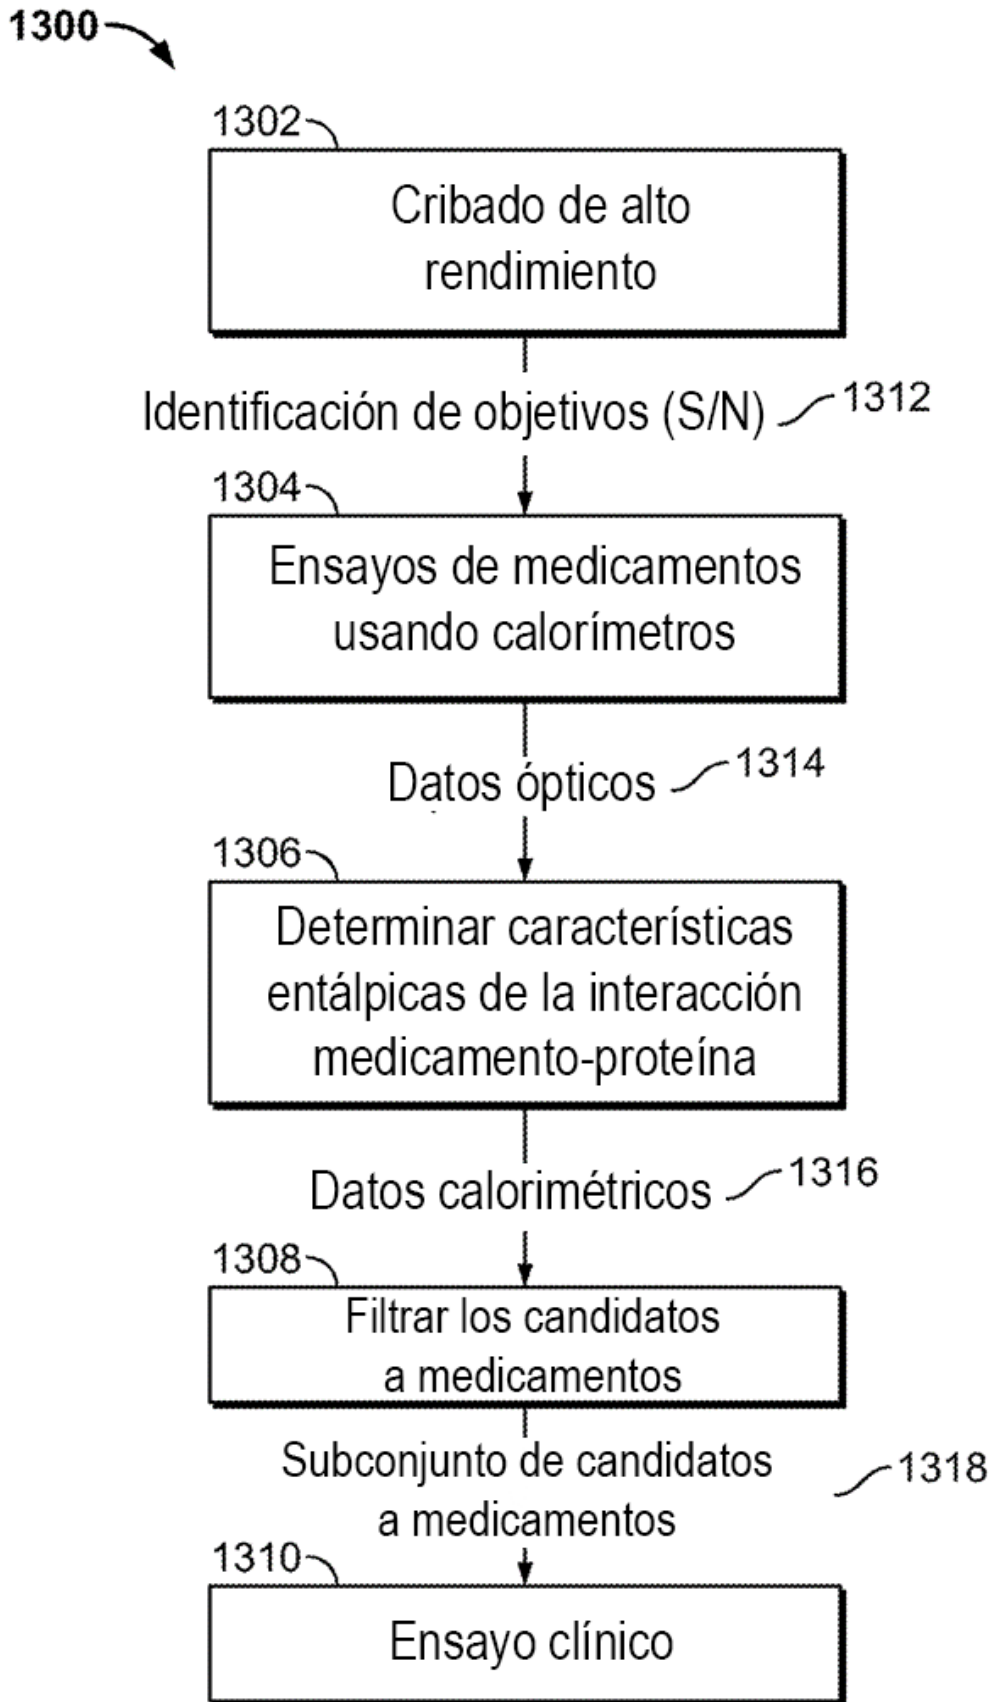 1300
1302
Cribado de alto
rendimiento
Identificación de objetivos (S/N) 1312
1304
Ensayos de medicamentos
usando calorímetros
Datos ópticos 1314
1306
Determinar característísticas
entálpicas de la interacción
medicamento-proteína
Datos calorimétricos 1316
1308
Filtrar los candidatos
a medicamentos
Subconjunto de candidatos 1318
a medicamentos
1310
Ensayo clínico